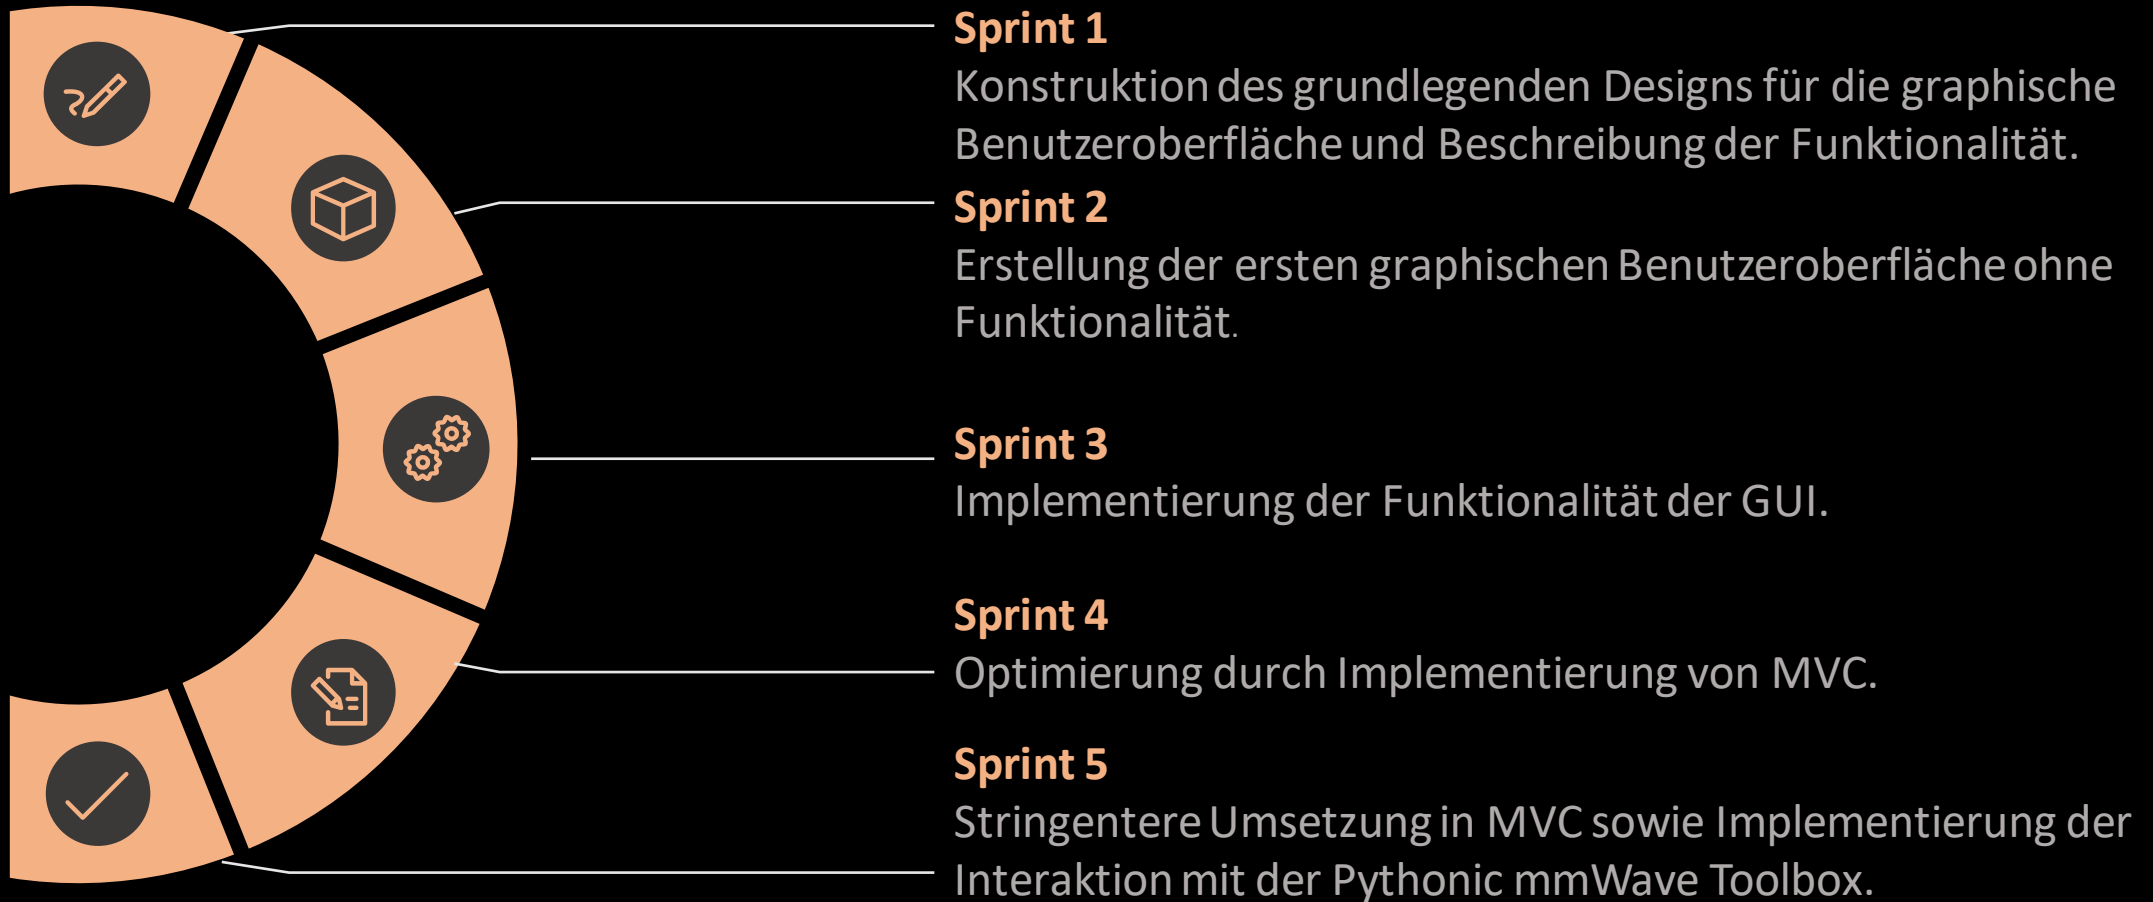 Sprint 1
Konstruktion des grundlegenden Designs für die graphische
Benutzeroberfläche und Beschreibung der Funktionalität.
Sprint 2
Erstellung der ersten graphischen Benutzeroberfläche ohne
Funktionalität.
Sprint 3
Implementierung der Funktionalität der GUI.
Sprint 4
Optimierung durch Implementierung von MVC.
Sprint 5
Stringentere Umsetzung in MVC sowie Implementierung der
Interaktion mit der Pythonic mmWave Toolbox.